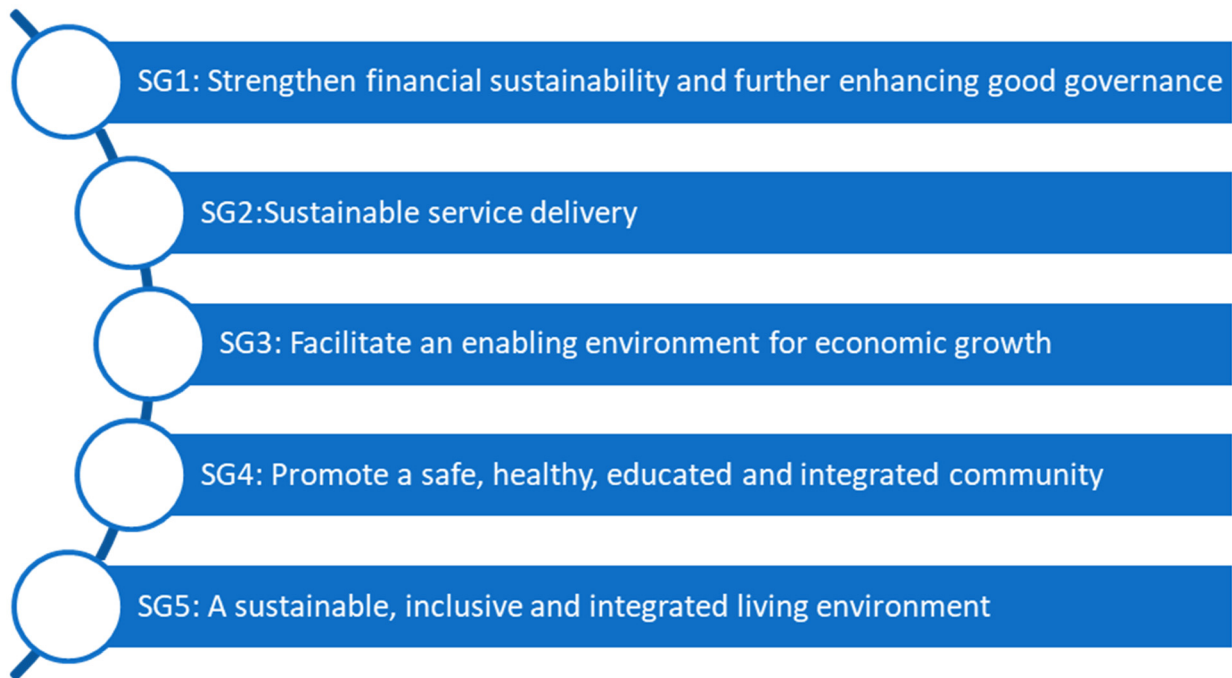 SG1: Strengthen financial sustainability and further enhancing good governance
SG2:Sustainable service delivery
SG3: Facilitate an enabling environment for economic growth
SG4: Promote a safe, healthy, educated and integrated community
SG5: A sustainable, inclusive and integrated living environment